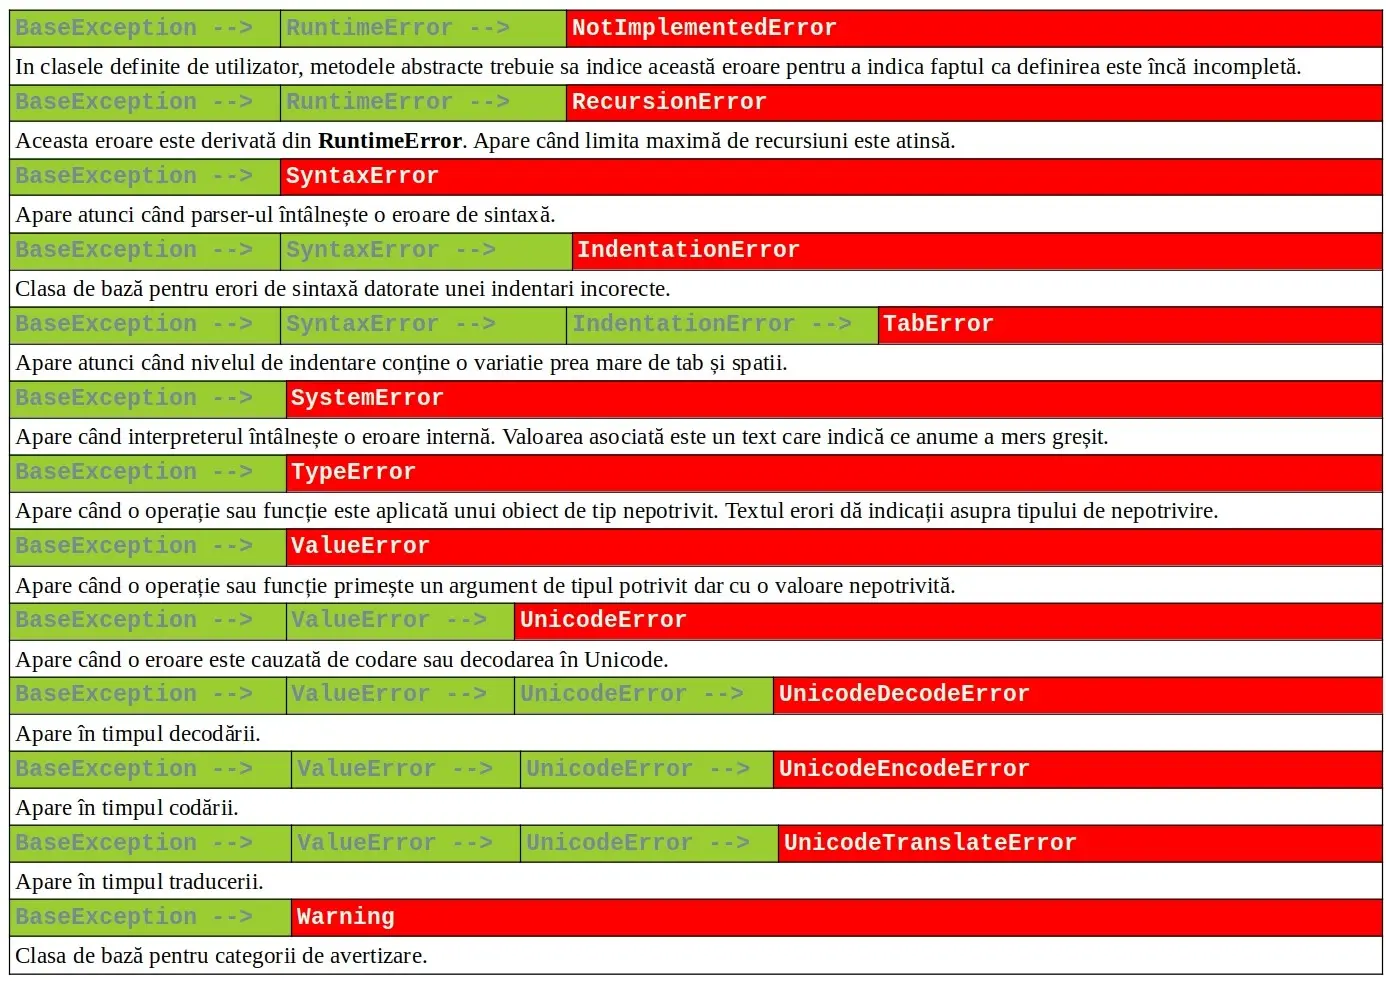 BaseException --> RuntimeError --> NotImplementedError
In clasele definite de utilizator, metodele abstracte trebuie sa indice această eroare pentru a indica faptul ca definirea este încă incompletă.
BaseException --> RuntimeError --> RecursionError
Aceasta eroare este derivată din RuntimeError. Apare când limita maximă de recursiuni este atinsă.
BaseException --> SyntaxError
Apare atunci când parser-ul întâlnește o eroare de sintaxă.
BaseException --> SyntaxError --> IndentationError
Clasa de bază pentru erori de sintaxă datorate unei indentari incorecte.
BaseException --> SyntaxError --> IndentationError --> TabError
Apare atunci când nivelul de indentare conține o variatie prea mare de tab și spatii.
BaseException --> SystemError
Apare când interpreterul întâlnește o eroare internă. Valoarea asociată este un text care indică ce anume a mers greșit.
BaseException --> TypeError
Apare când o operație sau funcție este aplicată unui obiect de tip nepotrivit. Textul erori dă indicații asupra tipului de nepotrivire.
BaseException --> ValueError
Apare când o operație sau funcție primește un argument de tipul potrivit dar cu o valoare nepotrivită.
BaseException --> ValueError --> UnicodeError
Apare când o eroare este cauzată de codare sau decodarea în Unicode.
BaseException --> ValueError --> UnicodeError --> UnicodeDecodeError
Apare în timpul decodării.
BaseException --> ValueError --> UnicodeError --> UnicodeEncodeError
Apare în timpul codării.
BaseException --> ValueError --> UnicodeError --> UnicodeTranslateError
Apare în timpul traducerii.
BaseException --> Warning
Clasa de bază pentru categorii de avertizare.